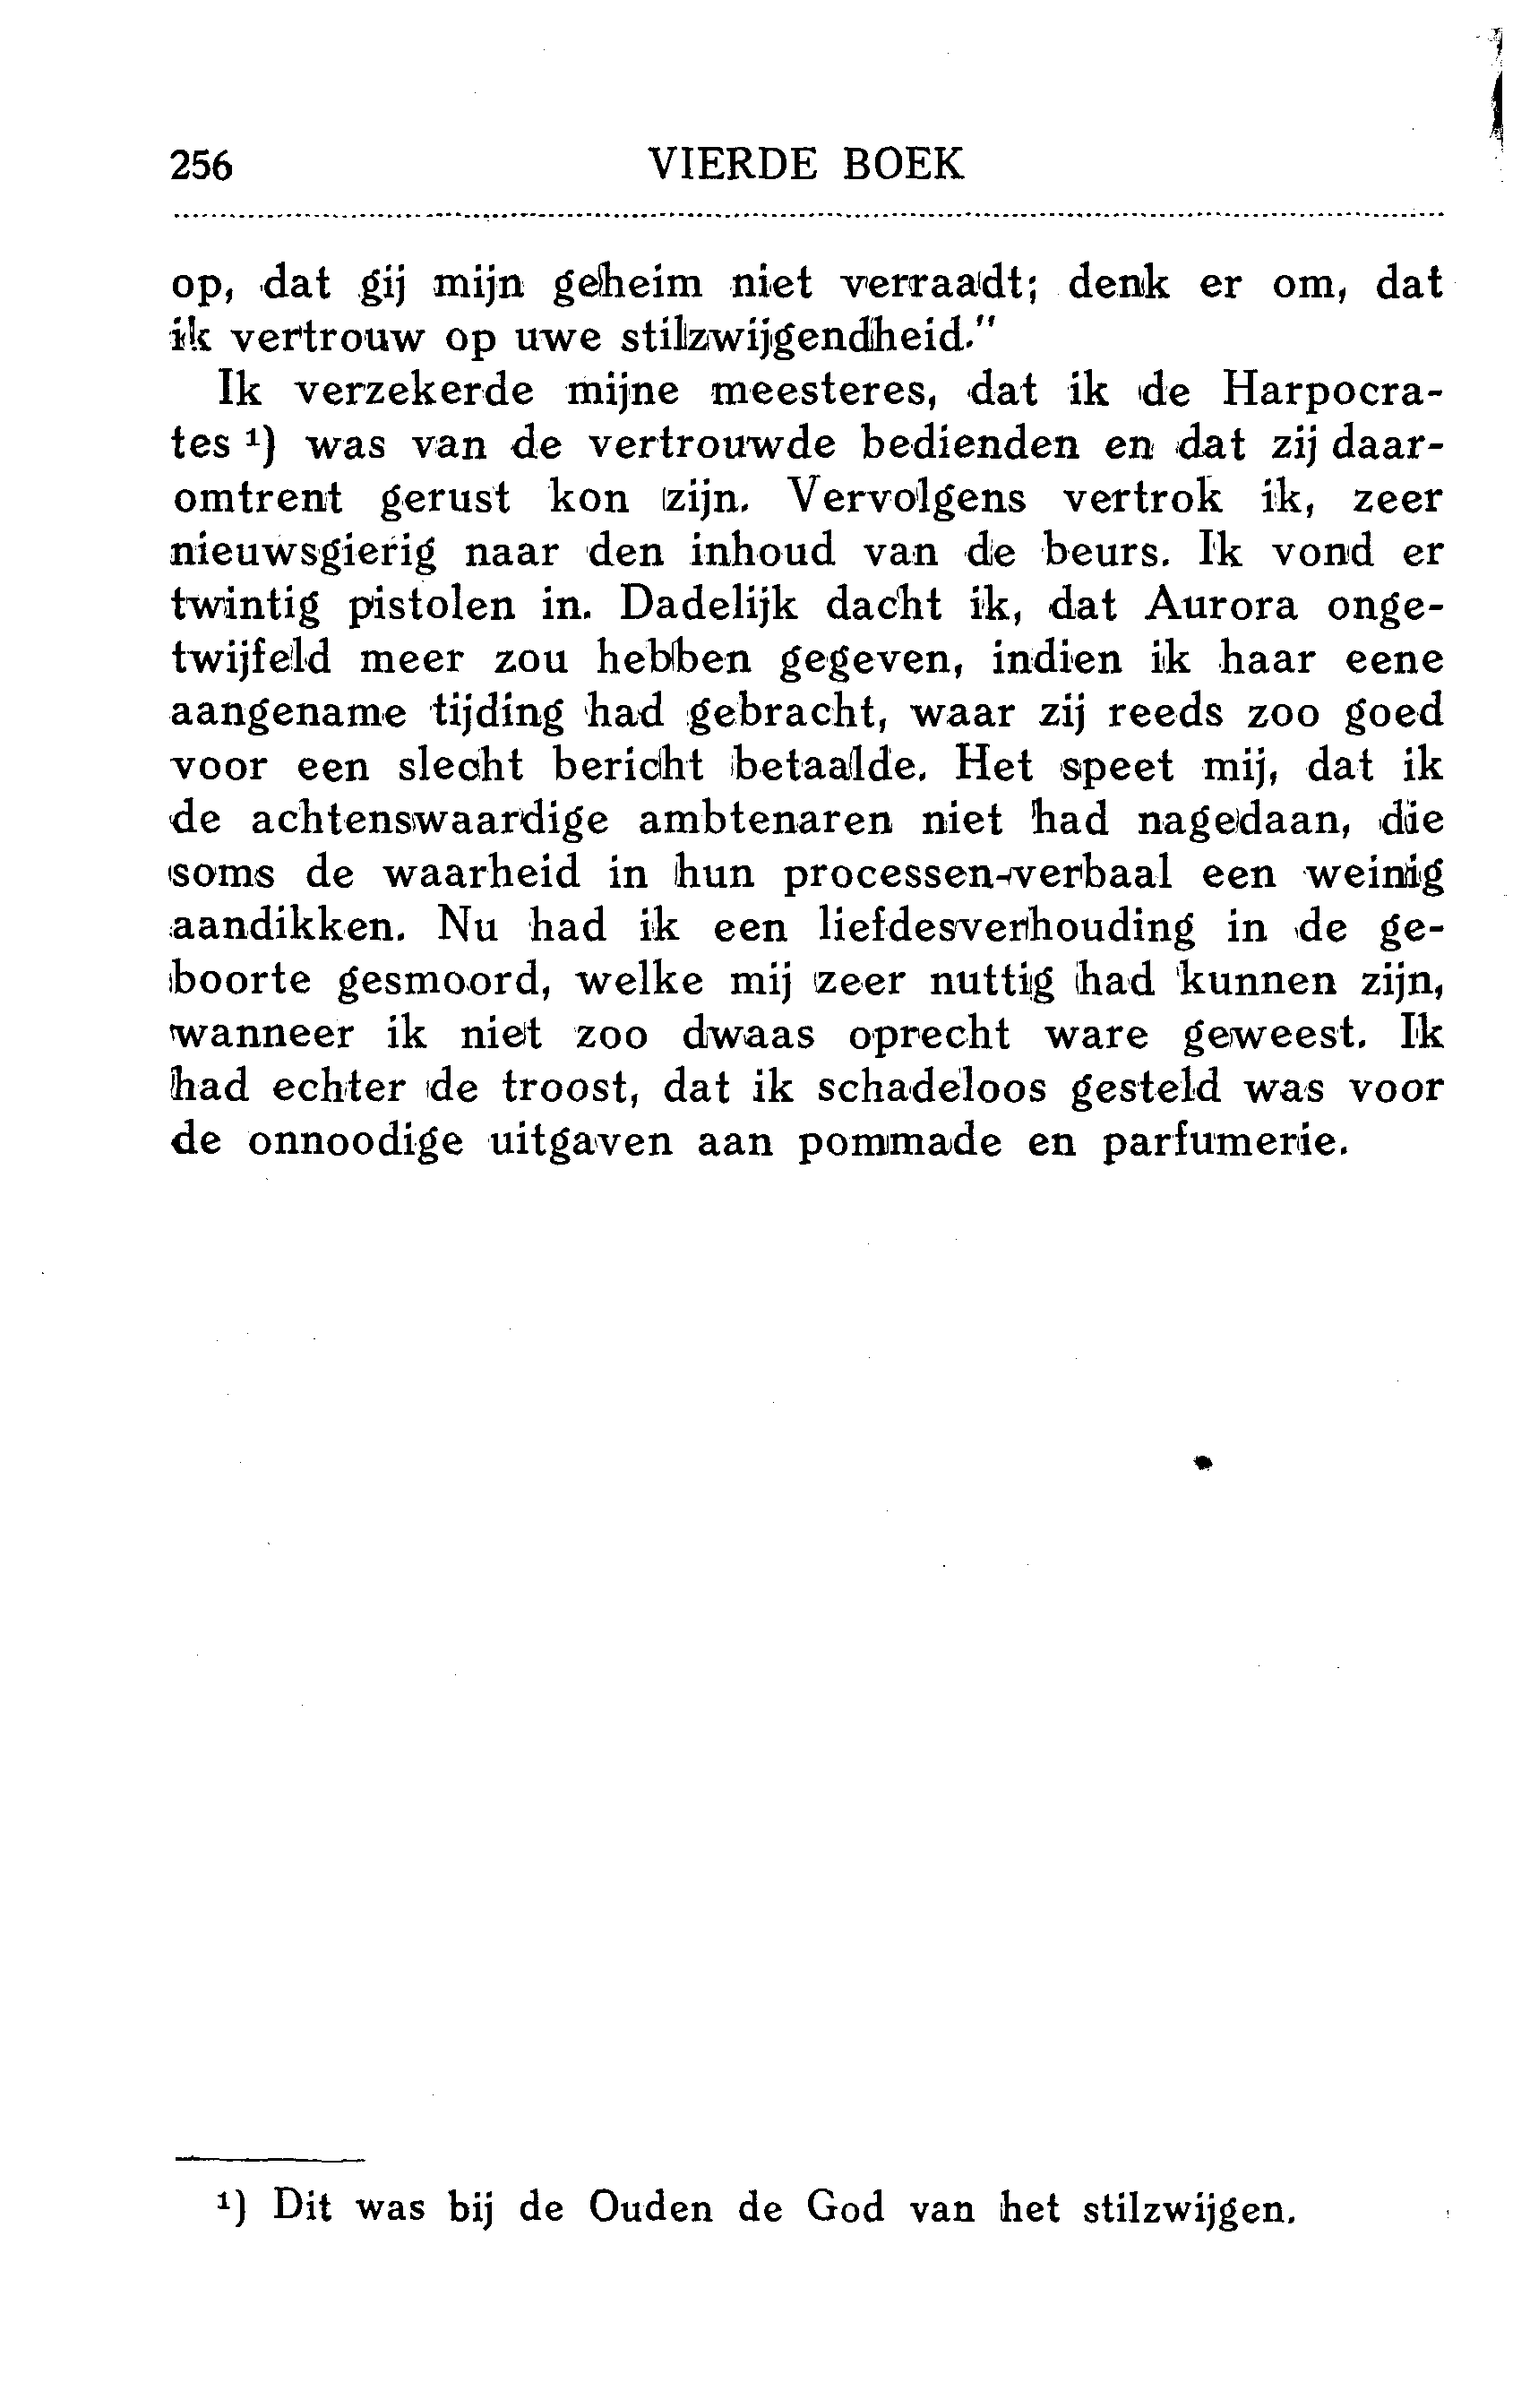 256 VIERDE BOEK
op, dat gij mijn geheim niet verraadt; denk er om, dat
ik vertrouw op uwe stilzwijgendheid."
Ik verzekerde mijne meesteres, dat ik de Harpocra-
tes ¹) was van de vertrouwde bedienden en dat zij daar-
omtrent gerust kon zijn. Vervolgens vertrok ik, zeer
nieuwsgierig naar den inhoud van de beurs. Ik vond er
twintig pistolen in. Dadelijk dacht ik, dat Aurora onge-
twijfeld meer zou hebben gegeven, indien ik haar eene
aangename tijding had gebracht, waar zij reeds zoo goed
voor een slecht bericht betaalde. Het speet mij, dat ik
de achtenswaardige ambtenaren niet had nagedaan, die
soms de waarheid in hun processen-verbaal een weinig
aandikken. Nu had ik een liefdesverhouding in de ge-
boorte gesmoord, welke mij zeer nuttig had kunnen zijn,
wanneer ik niet zoo dwaas oprecht ware geweest. Ik
had echter de troost, dat ik schadeloos gesteld was voor
de onnoodige uitgaven aan pommade en parfumerie.
¹) Dit was bij de Ouden de God van het stilzwijgen.